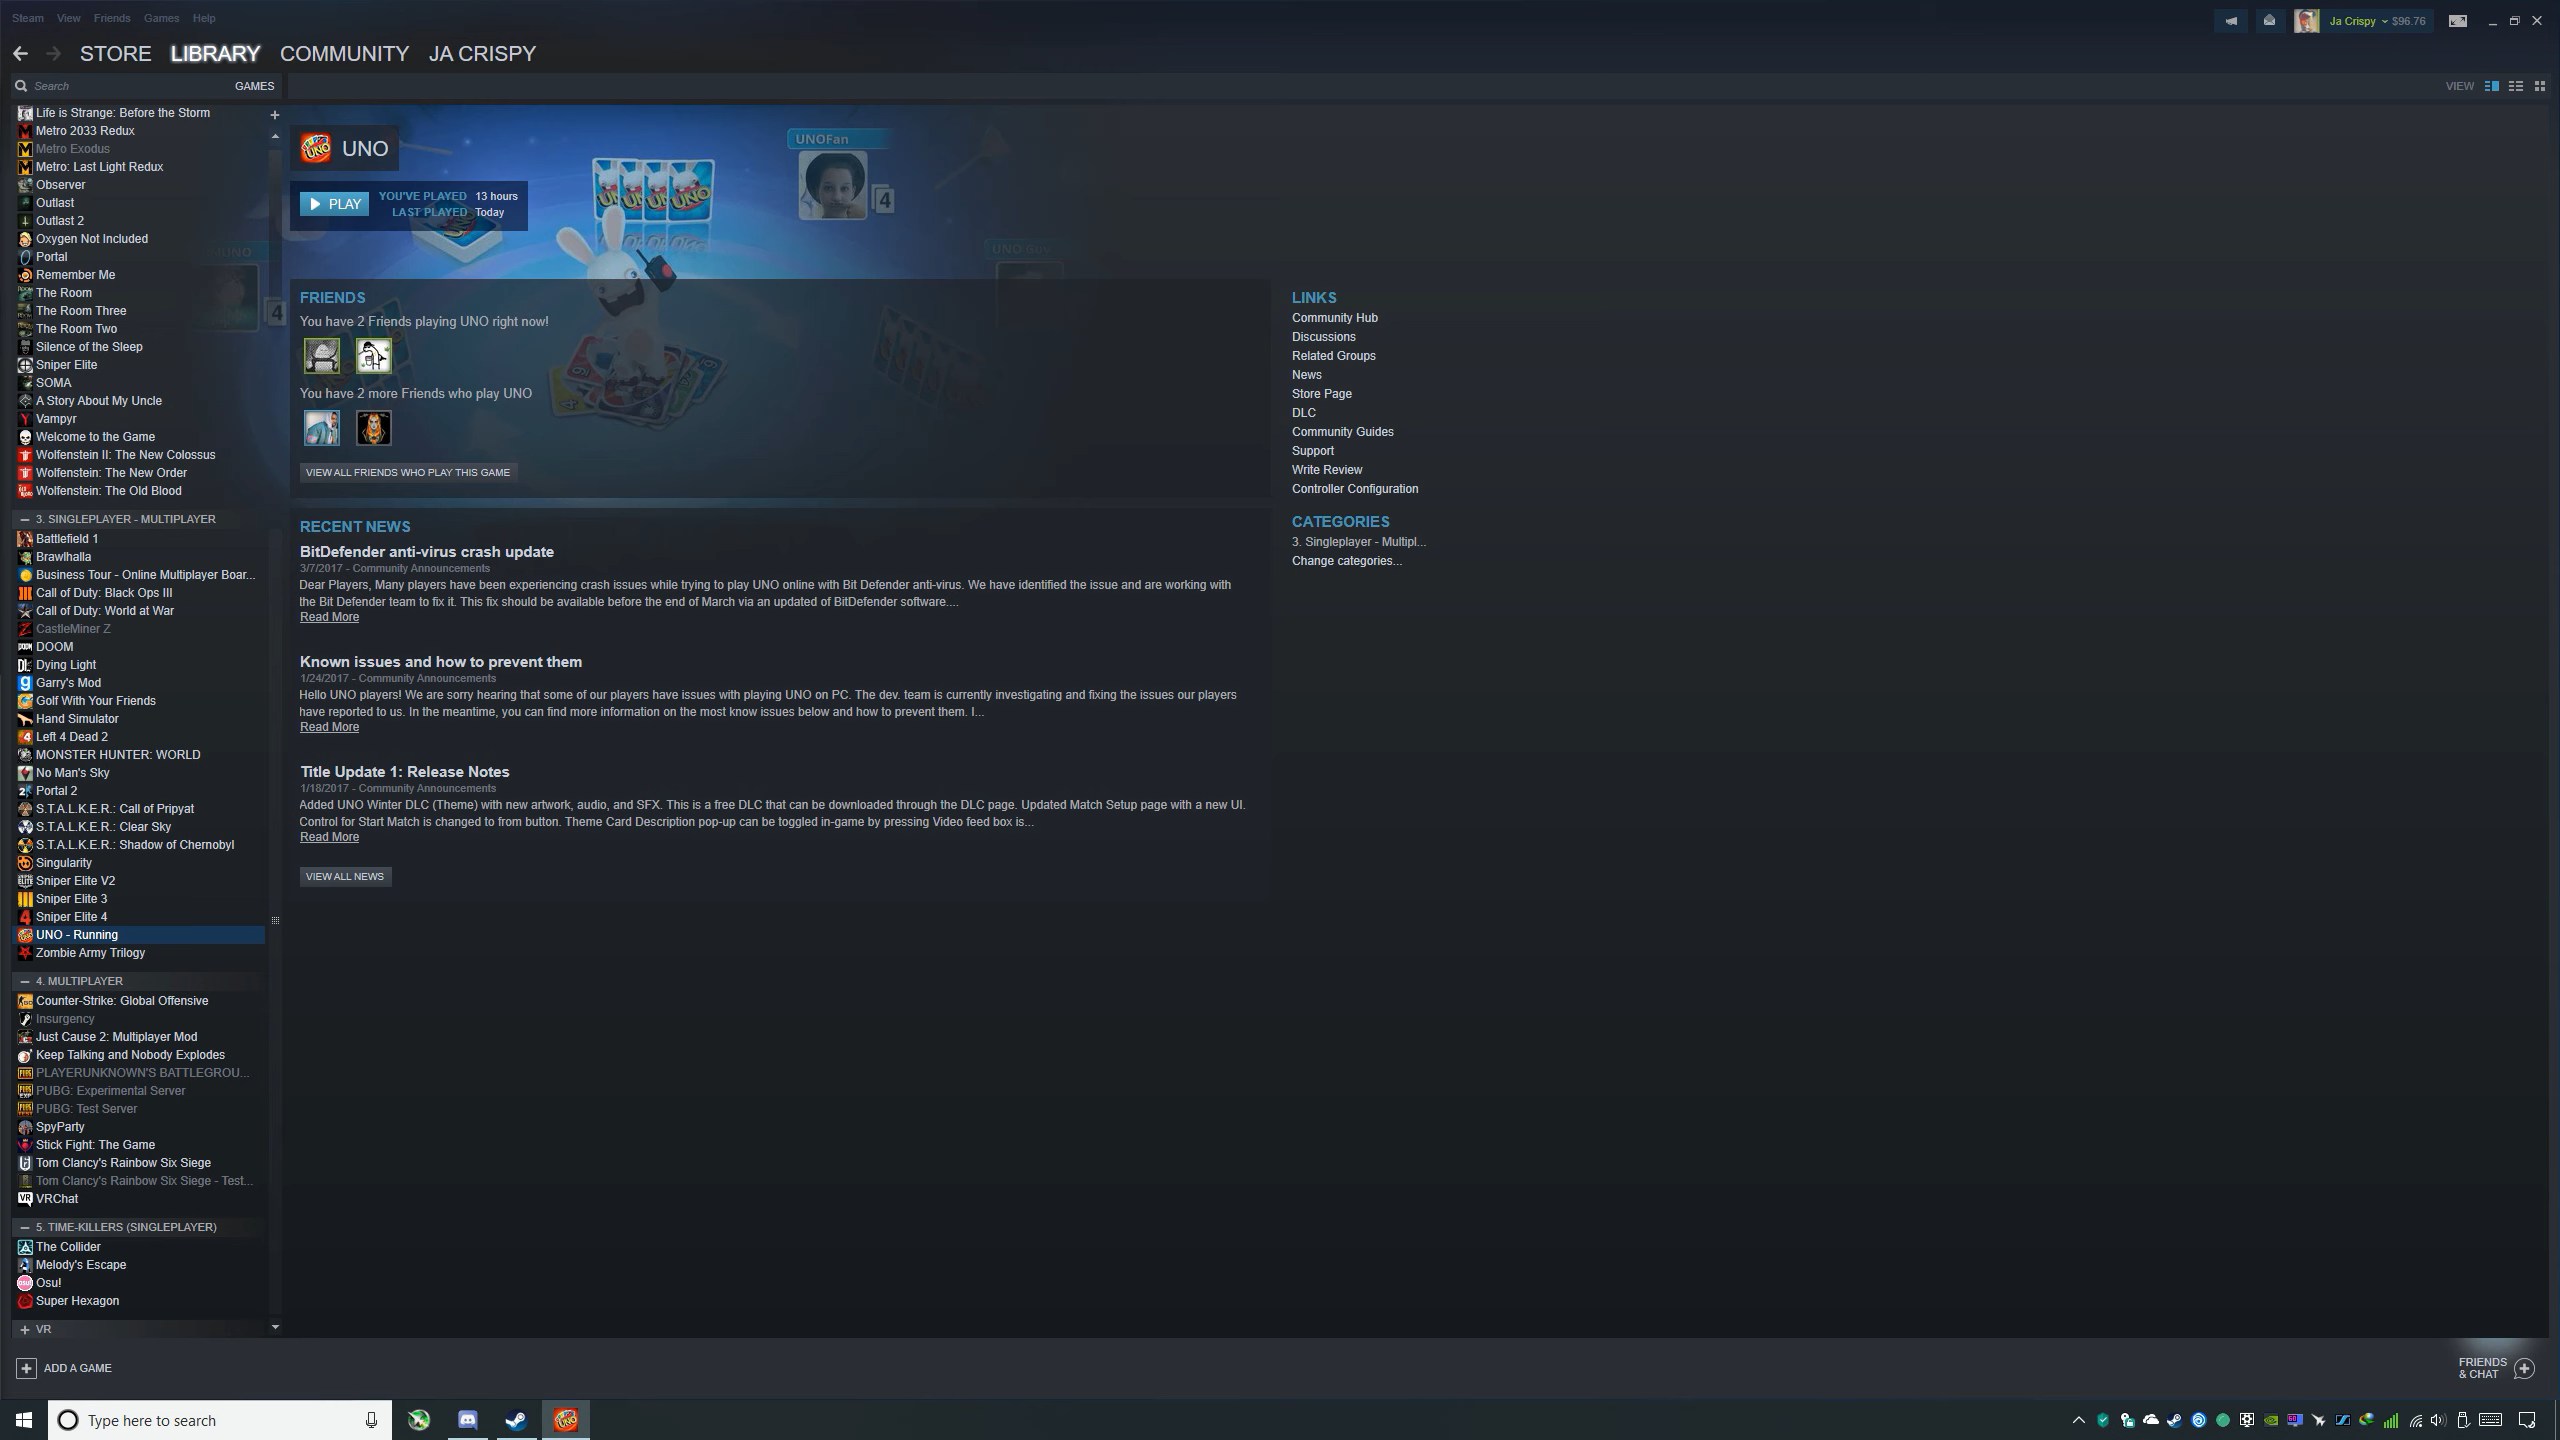 Steam View Friends Games Help
Ja Crispy $96.76
STORE LIBRARY COMMUNITY JA CRISPY
Search GAMES
VIEW
Life is Strange: Before the Storm
Metro 2033 Redux
Metro Exodus
Metro: Last Light Redux
Observer
Outlast
Outlast 2
Oxygen Not Included
Portal
Remember Me
The Room
The Room Three
The Room Two
Silence of the Sleep
Sniper Elite
SOMA
A Story About My Uncle
Vampyr
Welcome to the Game
Wolfenstein II: The New Colossus
Wolfenstein: The New Order
Wolfenstein: The Old Blood
3. SINGLEPLAYER - MULTIPLAYER
Battlefield 1
Brawlhalla
Business Tour - Online Multiplayer Boar...
Call of Duty: Black Ops III
Call of Duty: World at War
CastleMiner Z
DOOM
Dying Light
Garry's Mod
Golf With Your Friends
Hand Simulator
Left 4 Dead 2
MONSTER HUNTER: WORLD
No Man's Sky
Portal 2
S.T.A.L.K.E.R.: Call of Pripyat
S.T.A.L.K.E.R.: Clear Sky
S.T.A.L.K.E.R.: Shadow of Chernobyl
Singularity
Sniper Elite V2
Sniper Elite 3
Sniper Elite 4
UNO - Running
Zombie Army Trilogy
4. MULTIPLAYER
Counter-Strike: Global Offensive
Insurgency
Just Cause 2: Multiplayer Mod
Keep Talking and Nobody Explodes
PLAYERUNKNOWN'S BATTLEGROU...
PUBG: Experimental Server
PUBG: Test Server
SpyParty
Stick Fight: The Game
Tom Clancy's Rainbow Six Siege
Tom Clancy's Rainbow Six Siege - Test...
VRChat
5. TIME-KILLERS (SINGLEPLAYER)
The Collider
Melody's Escape
Osu!
Super Hexagon
VR
ADD A GAME
UNO
PLAY
YOU'VE PLAYED 13 hours
LAST PLAYED Today
UNOFan
4
UNO Guy
4
FRIENDS
You have 2 Friends playing UNO right now!
You have 2 more Friends who play UNO
VIEW ALL FRIENDS WHO PLAY THIS GAME
RECENT NEWS
BitDefender anti-virus crash update
3/7/2017 - Community Announcements
Dear Players, Many players have been experiencing crash issues while trying to play UNO online with Bit Defender anti-virus. We have identified the issue and are working with
the Bit Defender team to fix it. This fix should be available before the end of March via an updated of BitDefender software....
Read More
Known issues and how to prevent them
1/24/2017 - Community Announcements
Hello UNO players! We are sorry hearing that some of our players have issues with playing UNO on PC. The dev. team is currently investigating and fixing the issues our players
have reported to us. In the meantime, you can find more information on the most know issues below and how to prevent them. I...
Read More
Title Update 1: Release Notes
1/18/2017 - Community Announcements
Added UNO Winter DLC (Theme) with new artwork, audio, and SFX. This is a free DLC that can be downloaded through the DLC page. Updated Match Setup page with a new UI.
Control for Start Match is changed to from button. Theme Card Description pop-up can be toggled in-game by pressing Video feed box is...
Read More
VIEW ALL NEWS
LINKS
Community Hub
Discussions
Related Groups
News
Store Page
DLC
Community Guides
Support
Write Review
Controller Configuration
CATEGORIES
3. Singleplayer - Multipl...
Change categories...
FRIENDS
& CHAT
Type here to search